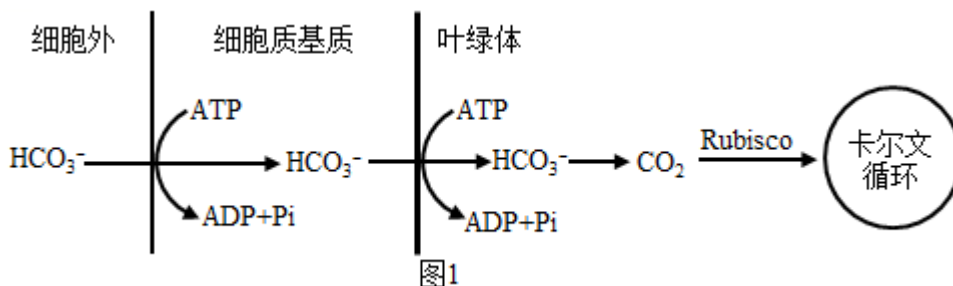 细胞外 细胞质基质 叶绿体
ATP ATP
HCO₃⁻ HCO₃⁻ HCO₃⁻ CO₂ Rubisco 卡尔文
循环
ADP+Pi ADP+Pi
图1